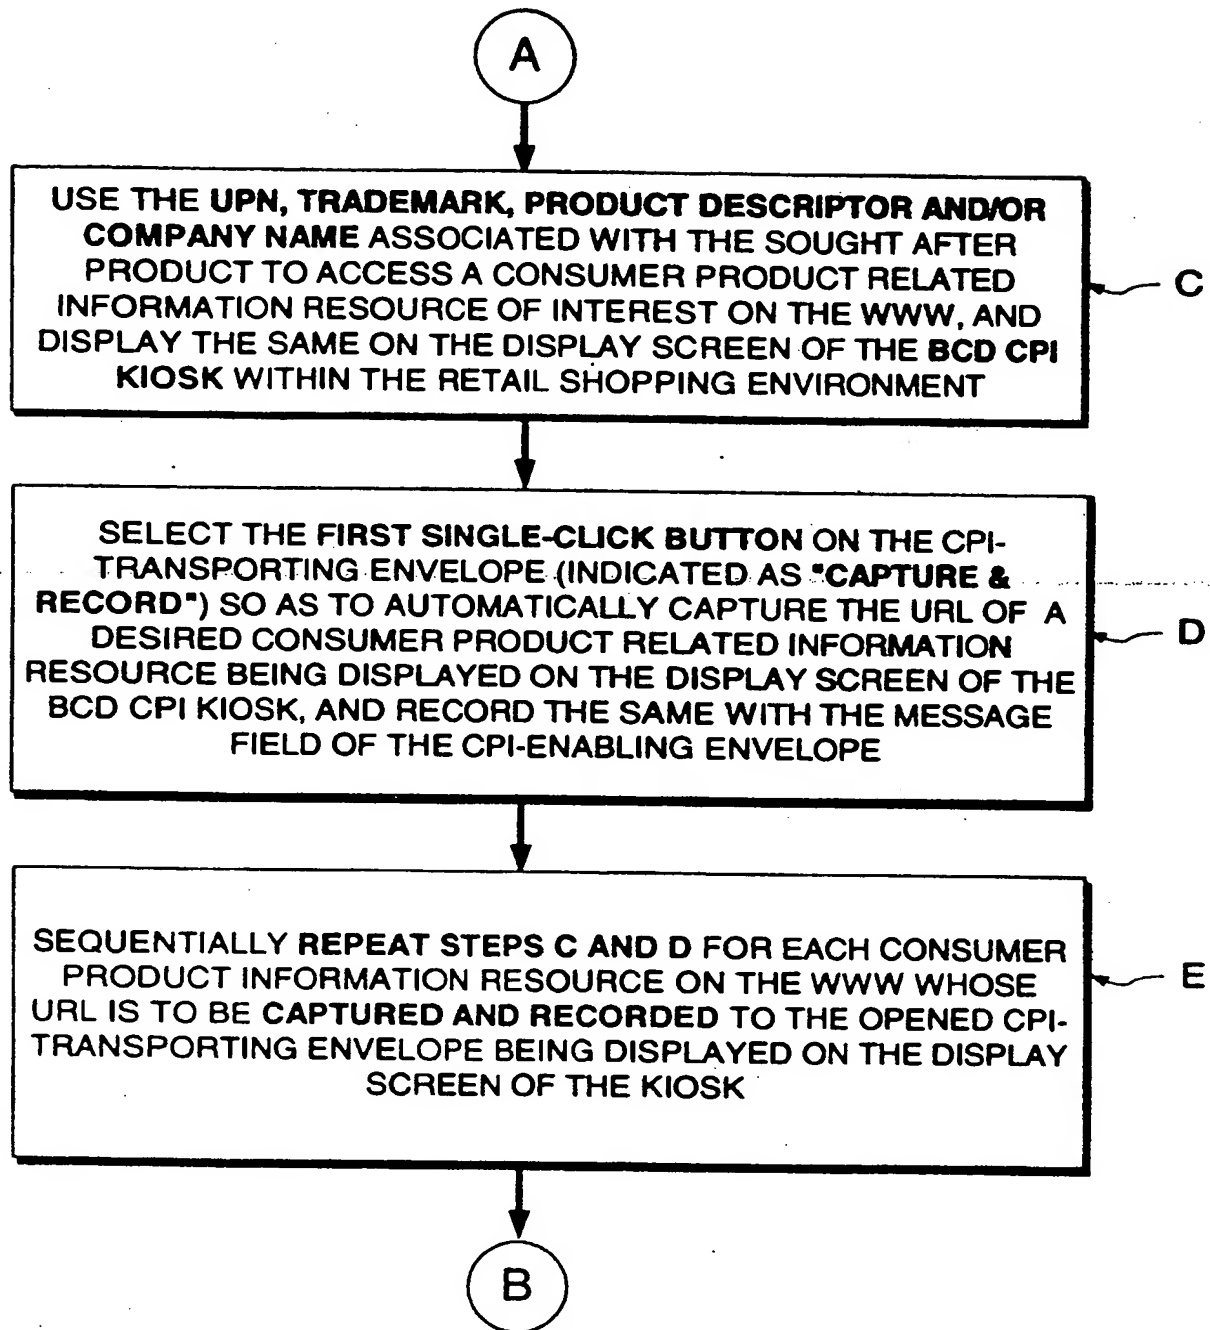 A
USE THE UPN, TRADEMARK, PRODUCT DESCRIPTOR AND/OR
COMPANY NAME ASSOCIATED WITH THE SOUGHT AFTER
PRODUCT TO ACCESS A CONSUMER PRODUCT RELATED
INFORMATION RESOURCE OF INTEREST ON THE WWW, AND
DISPLAY THE SAME ON THE DISPLAY SCREEN OF THE BCD CPI
KIOSK WITHIN THE RETAIL SHOPPING ENVIRONMENT
C
SELECT THE FIRST SINGLE-CLICK BUTTON ON THE CPI-
TRANSPORTING ENVELOPE (INDICATED AS "CAPTURE &
RECORD") SO AS TO AUTOMATICALLY CAPTURE THE URL OF A
DESIRED CONSUMER PRODUCT RELATED INFORMATION
RESOURCE BEING DISPLAYED ON THE DISPLAY SCREEN OF THE
BCD CPI KIOSK, AND RECORD THE SAME WITH THE MESSAGE
FIELD OF THE CPI-ENABLING ENVELOPE
D
SEQUENTIALLY REPEAT STEPS C AND D FOR EACH CONSUMER
PRODUCT INFORMATION RESOURCE ON THE WWW WHOSE
URL IS TO BE CAPTURED AND RECORDED TO THE OPENED CPI-
TRANSPORTING ENVELOPE BEING DISPLAYED ON THE DISPLAY
SCREEN OF THE KIOSK
E
B